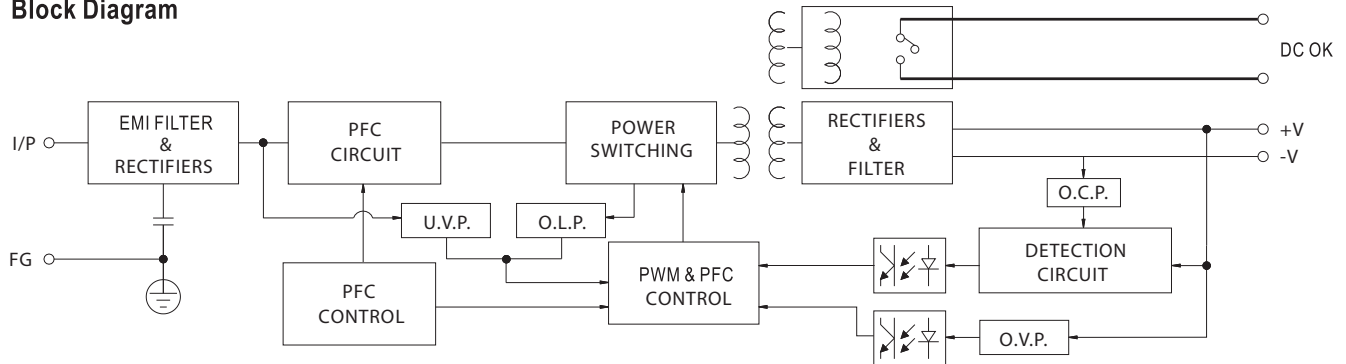 Block Diagram
DC OK
I/P
EMI FILTER
&
RECTIFIERS
PFC
CIRCUIT
POWER
SWITCHING
RECTIFIERS
&
FILTER
+V
-V
O.C.P.
U.V.P.
O.L.P.
FG
PFC
CONTROL
PWM & PFC
CONTROL
DETECTION
CIRCUIT
O.V.P.